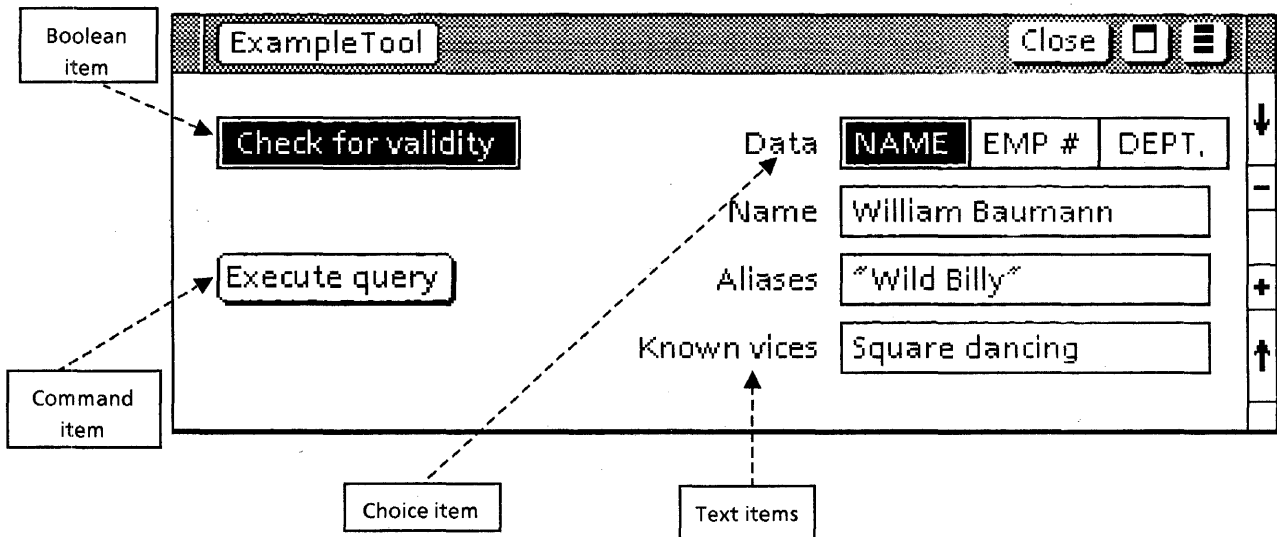 Boolean
item
ExampleTool
Close
Check for validity
Data NAME EMP # DEPT.
Name William Baumann
Execute query
Aliases "Wild Billy"
Known vices Square dancing
Command
item
Choice item
Text items